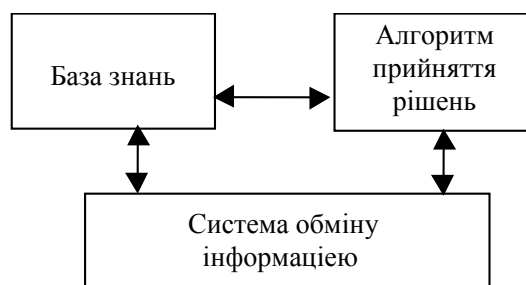 База знань
Алгоритм
прийняття
рішень
Система обміну
інформацією